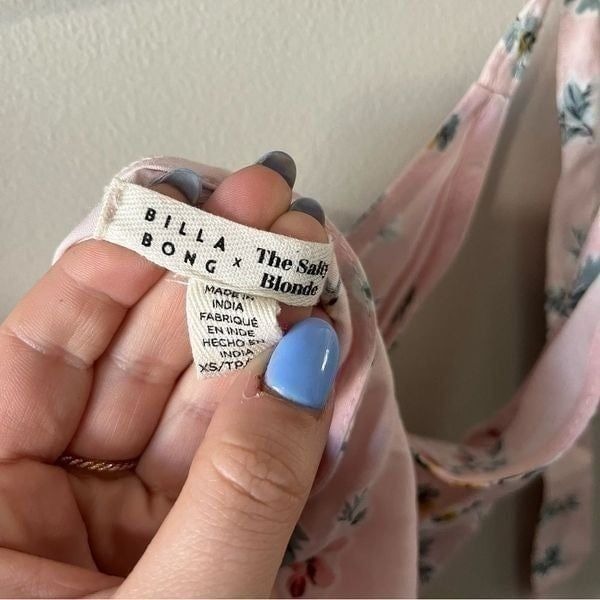 BILLA
BONG x The Salty
Blonde
MADE IN
INDIA
FABRIQUÉ
EN INDE
HECHO EN
INDIA
XS/TP/